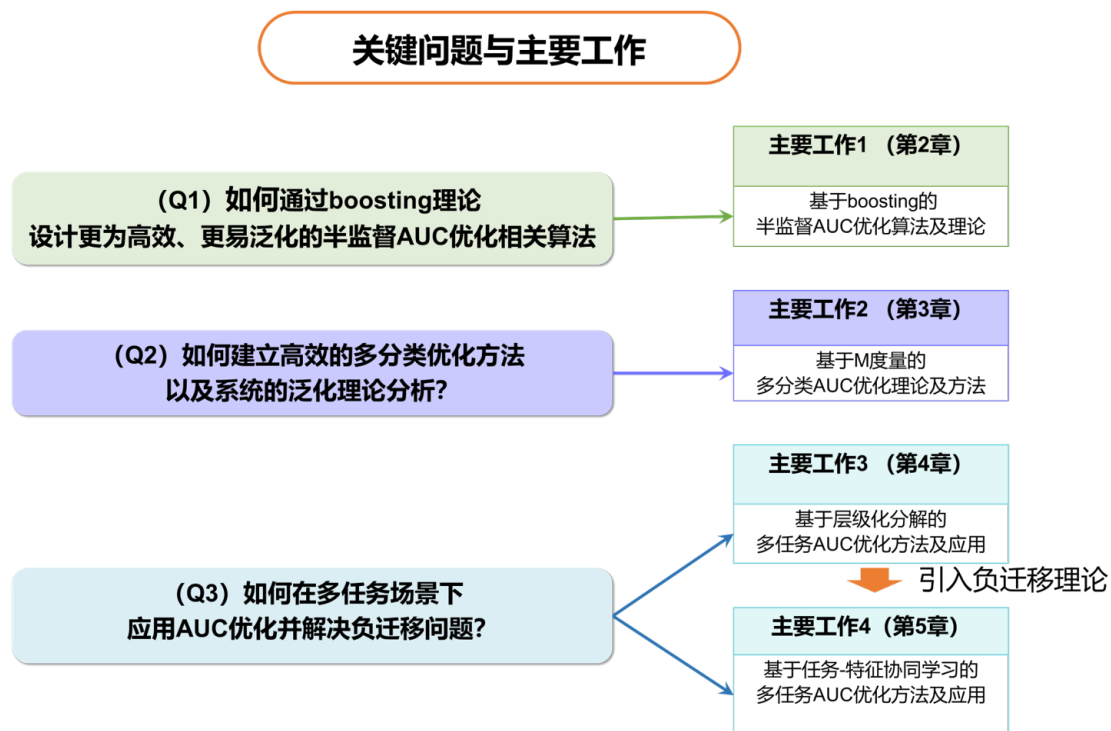 关键问题与主要工作
（Q1）如何通过boosting理论
设计更为高效、更易泛化的半监督AUC优化相关算法
主要工作1 （第2章）
基于boosting的
半监督AUC优化算法及理论
（Q2）如何建立高效的多分类优化方法
以及系统的泛化理论分析？
主要工作2 （第3章）
基于M度量的
多分类AUC优化理论及方法
（Q3）如何在多任务场景下
应用AUC优化并解决负迁移问题？
主要工作3 （第4章）
基于层级化分解的
多任务AUC优化方法及应用
引入负迁移理论
主要工作4（第5章）
基于任务-特征协同学习的
多任务AUC优化方法及应用